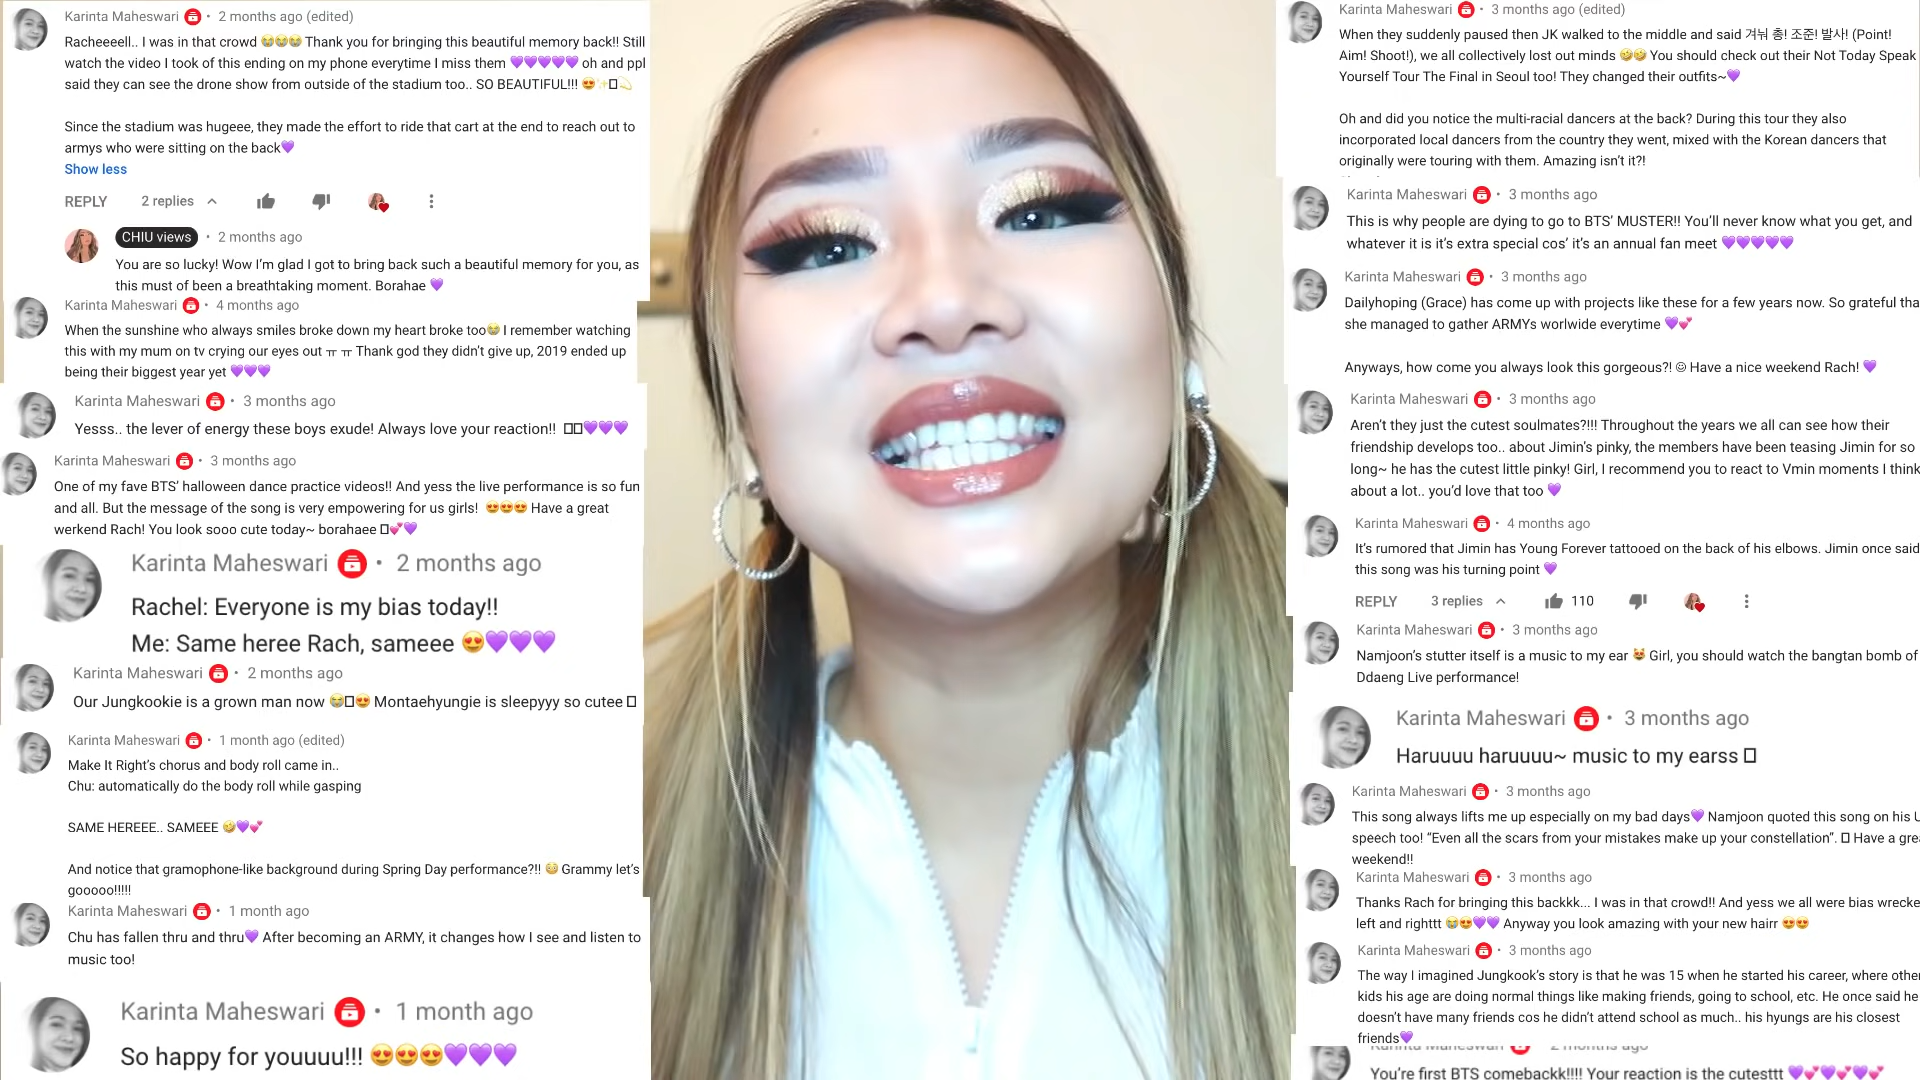 Karinta Maheswari • 2 months ago (edited)
Racheeeell.. I was in that crowd 😭😭😭 Thank you for bringing this beautiful memory back!! Still
watch the video I took of this ending on my phone everytime I miss them 💜💜💜💜💜 oh and ppl
said they can see the drone show from outside of the stadium too.. SO BEAUTIFUL!!! 😍✨💫
Since the stadium was hugeee, they made the effort to ride that cart at the end to reach out to
armys who were sitting on the back💜
Show less
REPLY 2 replies
CHIU views • 2 months ago
You are so lucky! Wow I'm glad I got to bring back such a beautiful memory for you, as
this must of been a breathtaking moment. Borahae 💜
Karinta Maheswari • 4 months ago
When the sunshine who always smiles broke down my heart broke too😭 I remember watching
this with my mum on tv crying our eyes out ㅠ ㅠ Thank god they didn't give up, 2019 ended up
being their biggest year yet 💜💜💜
Karinta Maheswari • 3 months ago
Yesss.. the lever of energy these boys exude! Always love your reaction!! 💜💜💜
Karinta Maheswari • 3 months ago
One of my fave BTS' halloween dance practice videos!! And yess the live performance is so fun
and all. But the message of the song is very empowering for us girls! 😍😍😍 Have a great
werkend Rach! You look sooo cute today~ borahaee 💕💜
Karinta Maheswari • 2 months ago
Rachel: Everyone is my bias today!!
Me: Same heree Rach, sameee 😍💜💜💜
Karinta Maheswari • 2 months ago
Our Jungkookie is a grown man now 😭😍 Montaehyungie is sleepyyy so cutee
Karinta Maheswari • 1 month ago (edited)
Make It Right's chorus and body roll came in..
Chu: automatically do the body roll while gasping
SAME HEREEE.. SAMEEE 🤣💜💕
And notice that gramophone-like background during Spring Day performance?!! 😳 Grammy let's
gooooo!!!!!
Karinta Maheswari • 1 month ago
Chu has fallen thru and thru💜 After becoming an ARMY, it changes how I see and listen to
music too!
Karinta Maheswari • 1 month ago
So happy for youuuu!!! 😍😍😍💜💜💜
Karinta Maheswari • 3 months ago (edited)
When they suddenly paused then JK walked to the middle and said 겨눠 총! 조준! 발사! (Point!
Aim! Shoot!), we all collectively lost out minds 🤣🤣 You should check out their Not Today Speak
Yourself Tour The Final in Seoul too! They changed their outfits~💜
Oh and did you notice the multi-racial dancers at the back? During this tour they also
incorporated local dancers from the country they went, mixed with the Korean dancers that
originally were touring with them. Amazing isn't it?!
Karinta Maheswari • 3 months ago
This is why people are dying to go to BTS' MUSTER!! You'll never know what you get, and
whatever it is it's extra special cos' it's an annual fan meet 💜💜💜💜💜
Karinta Maheswari • 3 months ago
Dailyhoping (Grace) has come up with projects like these for a few years now. So grateful tha
she managed to gather ARMYs worlwide everytime 💜💕
Anyways, how come you always look this gorgeous?! ☺ Have a nice weekend Rach! 💜
Karinta Maheswari • 3 months ago
Aren't they just the cutest soulmates?!!! Throughout the years we all can see how their
friendship develops too.. about Jimin's pinky, the members have been teasing Jimin for so
long~ he has the cutest little pinky! Girl, I recommend you to react to Vmin moments I think
about a lot.. you'd love that too 💜
Karinta Maheswari • 4 months ago
It's rumored that Jimin has Young Forever tattooed on the back of his elbows. Jimin once said
this song was his turning point 💜
REPLY 3 replies 110
Karinta Maheswari • 3 months ago
Namjoon's stutter itself is a music to my ear 😻 Girl, you should watch the bangtan bomb of
Ddaeng Live performance!
Karinta Maheswari • 3 months ago
Haruuuu haruuuu~ music to my earss
Karinta Maheswari • 3 months ago
This song always lifts me up especially on my bad days💜 Namjoon quoted this song on his U
speech too! "Even all the scars from your mistakes make up your constellation". Have a grea
weekend!!
Karinta Maheswari • 3 months ago
Thanks Rach for bringing this backkk... I was in that crowd!! And yess we all were bias wrecke
left and righttt 😭😍💜💜 Anyway you look amazing with your new hairr 😍😍
Karinta Maheswari • 3 months ago
The way I imagined Jungkook's story is that he was 15 when he started his career, where other
kids his age are doing normal things like making friends, going to school, etc. He once said he
doesn't have many friends cos he didn't attend school as much.. his hyungs are his closest
friends💜
Karinta Maheswari • 2 months ago
You're first BTS comebackk!!!! Your reaction is the cutesttt 💜💕💜💕💜💕